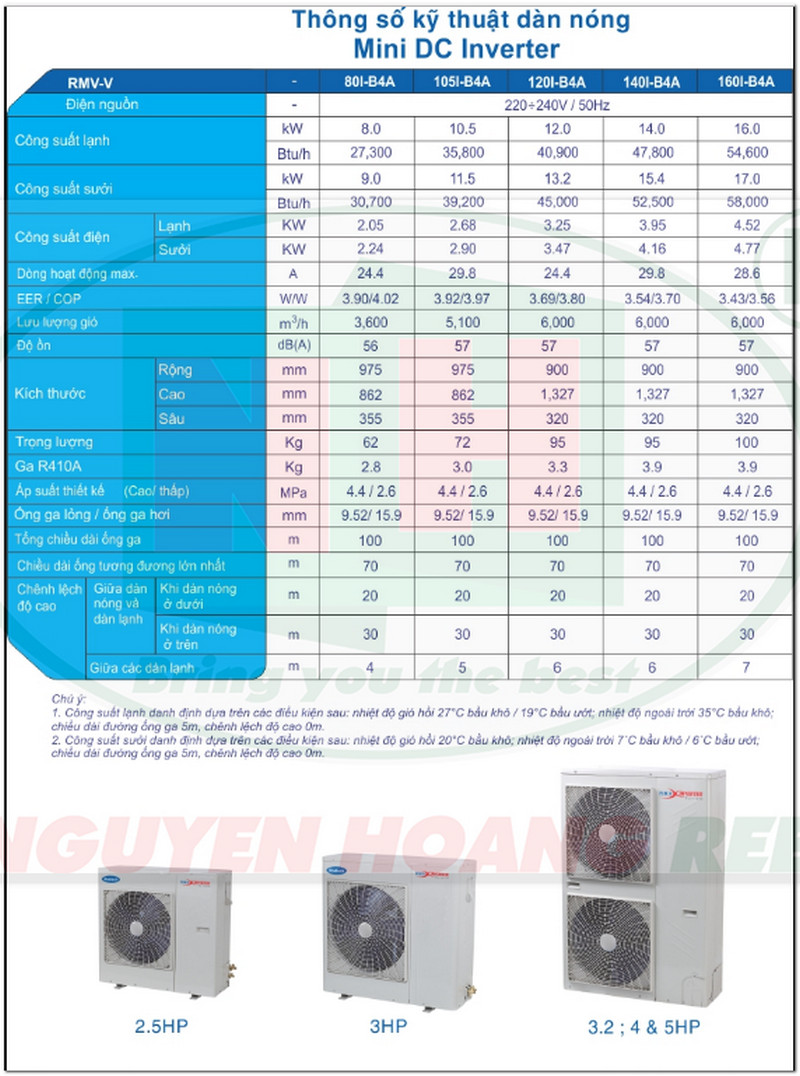 Thông số kỹ thuật dàn nóng
Mini DC Inverter
RMV-V - 80I-B4A 105I-B4A 120I-B4A 140I-B4A 160I-B4A
Điện nguồn - 220÷240V / 50Hz
Công suất lạnh kW 8.0 10.5 12.0 14.0 16.0
Btu/h 27,300 35,800 40,900 47,800 54,600
Công suất sưởi kW 9.0 11.5 13.2 15.4 17.0
Btu/h 30,700 39,200 45,000 52,500 58,000
Công suất điện Lạnh KW 2.05 2.68 3.25 3.95 4.52
Sưởi KW 2.24 2.90 3.47 4.16 4.77
Dòng hoạt động max. A 24.4 29.8 24.4 29.8 28.6
EER / COP W/W 3.90/4.02 3.92/3.97 3.69/3.80 3.54/3.70 3.43/3.56
Lưu lượng gió m³/h 3,600 5,100 6,000 6,000 6,000
Độ ồn dB(A) 56 57 57 57 57
Kích thước Rộng mm 975 975 900 900 900
Cao mm 862 862 1,327 1,327 1,327
Sâu mm 355 355 320 320 320
Trọng lượng Kg 62 72 95 95 100
Ga R410A Kg 2.8 3.0 3.3 3.9 3.9
Áp suất thiết kế (Cao/ thấp) MPa 4.4 / 2.6 4.4 / 2.6 4.4 / 2.6 4.4 / 2.6 4.4 / 2.6
Ống ga lỏng / ống ga hơi mm 9.52/ 15.9 9.52/ 15.9 9.52/ 15.9 9.52/ 15.9 9.52/ 15.9
Tổng chiều dài ống ga m 100 100 100 100 100
Chiều dài ống tương đương lớn nhất m 70 70 70 70 70
Chênh lệch độ cao Giữa dàn nóng và dàn lạnh Khi dàn nóng ở dưới m 20 20 20 20 20
Khi dàn nóng ở trên m 30 30 30 30 30
Giữa các dàn lạnh m 4 5 6 6 7
Bring you the best
Chú ý:
1. Công suất lạnh danh định dựa trên các điều kiện sau: nhiệt độ gió hồi 27°C bầu khô / 19°C bầu ướt; nhiệt độ ngoài trời 35°C bầu khô;
chiều dài đường ống ga 5m, chênh lệch độ cao 0m.
2. Công suất sưởi danh định dựa trên các điều kiện sau: nhiệt độ gió hồi 20°C bầu khô; nhiệt độ ngoài trời 7°C bầu khô / 6°C bầu ướt;
chiều dài đường ống ga 5m, chênh lệch độ cao 0m.
NGUYEN HOANG REE
2.5HP 3HP 3.2 ; 4 & 5HP